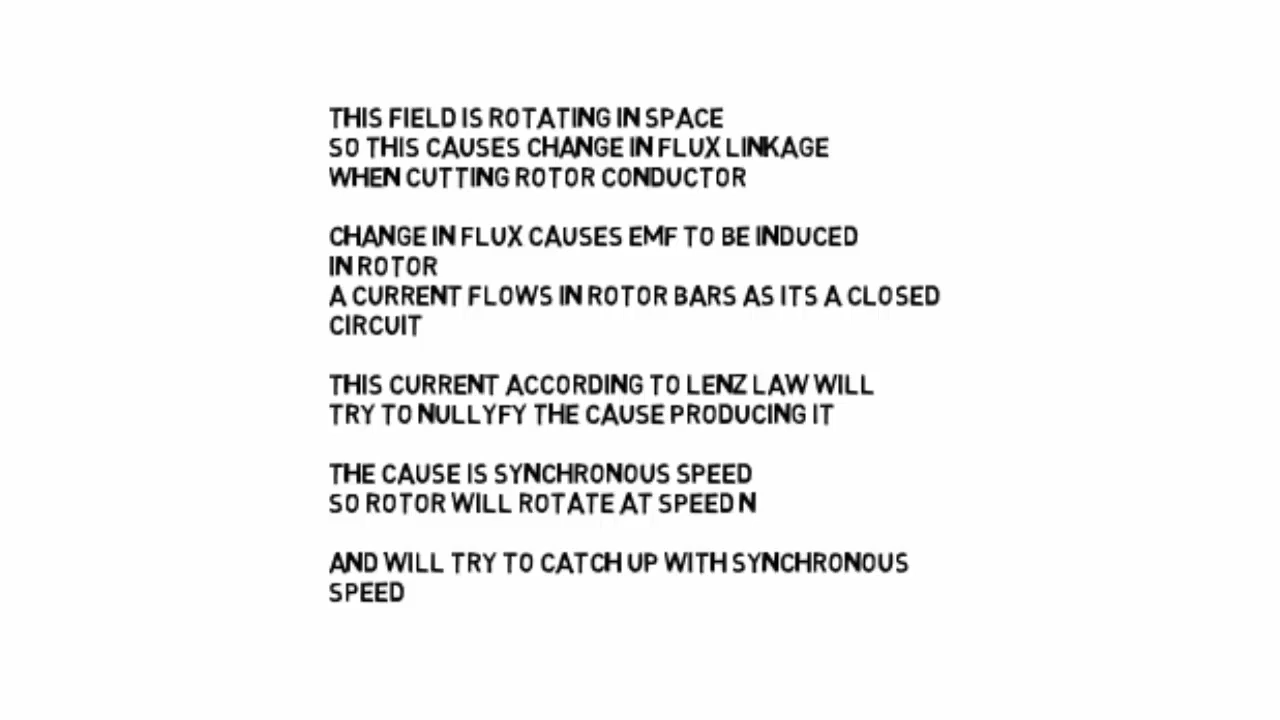 THIS FIELD IS ROTATING IN SPACE
SO THIS CAUSES CHANGE IN FLUX LINKAGE
WHEN CUTTING ROTOR CONDUCTOR
CHANGE IN FLUX CAUSES EMF TO BE INDUCED
IN ROTOR
A CURRENT FLOWS IN ROTOR BARS AS ITS A CLOSED
CIRCUIT
THIS CURRENT ACCORDING TO LENZ LAW WILL
TRY TO NULLYFY THE CAUSE PRODUCING IT
THE CAUSE IS SYNCHRONOUS SPEED
SO ROTOR WILL ROTATE AT SPEED N
AND WILL TRY TO CATCH UP WITH SYNCHRONOUS
SPEED